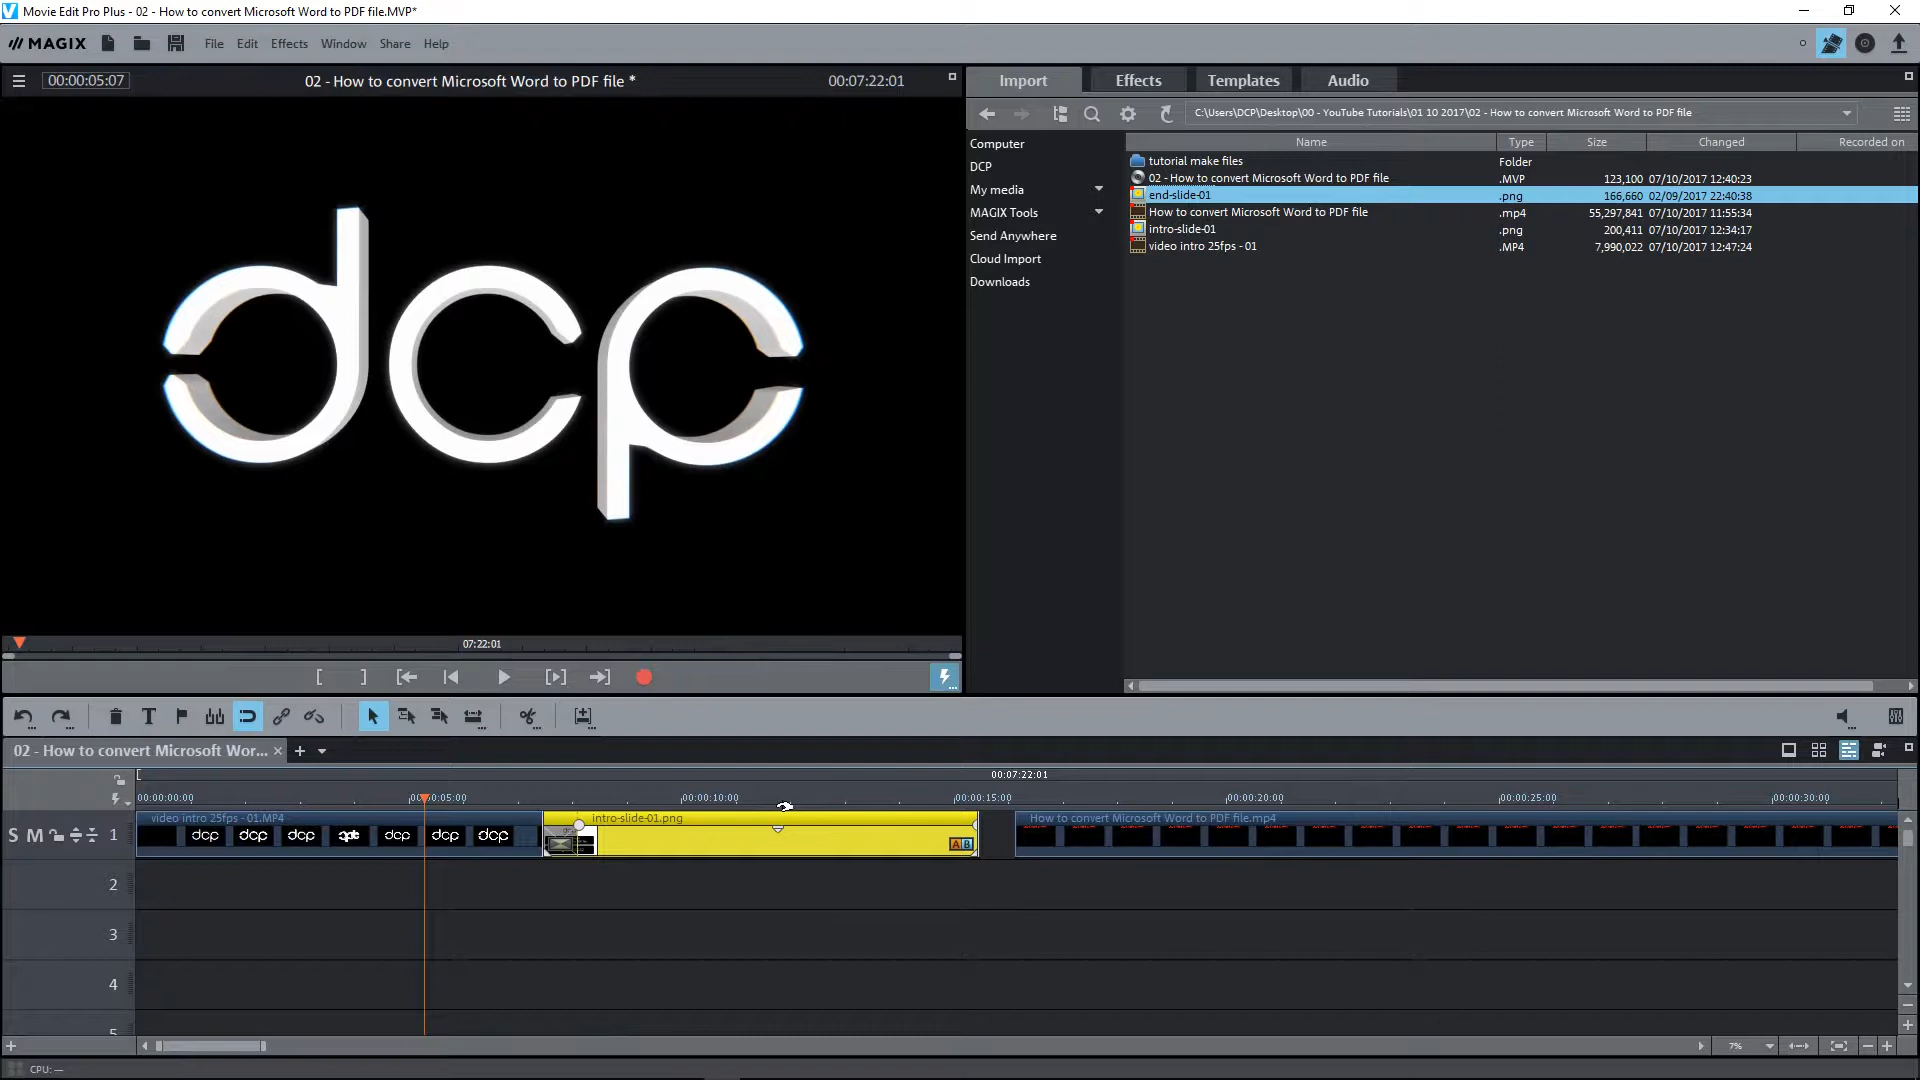 Movie Edit Pro Plus - 02 - How to convert Microsoft Word to PDF file.MVP*
MAGIX File Edit Effects Window Share Help
00:00:05:07 02 - How to convert Microsoft Word to PDF file * 00:07:22:01
Import Effects Templates Audio
C:\Users\DCP\Desktop\00 - YouTube Tutorials\01 10 2017\02 - How to convert Microsoft Word to PDF file
Computer
DCP
My media
MAGIX Tools
Send Anywhere
Cloud Import
Downloads
Name Type Size Changed Recorded on
tutorial make files Folder
02 - How to convert Microsoft Word to PDF file .MVP 123,100 07/10/2017 12:40:23
end-slide-01 .png 166,660 02/09/2017 22:40:38
How to convert Microsoft Word to PDF file .mp4 55,297,841 07/10/2017 11:55:34
intro-slide-01 .png 200,411 07/10/2017 12:34:17
video intro 25fps - 01 .MP4 7,990,022 07/10/2017 12:47:24
dcp
07:22:01
02 - How to convert Microsoft Wor...
00:07:22:01
00:00:00:00 00:00:05:00 00:00:10:00 00:00:15:00 00:00:20:00 00:00:25:00 00:00:30:00
video intro 25fps - 01.MP4 intro-slide-01.png How to convert Microsoft Word to PDF file.mp4
S M 1 dcp dcp dcp dcp dcp dcp A B
2
3
4
5
7%
CPU: —